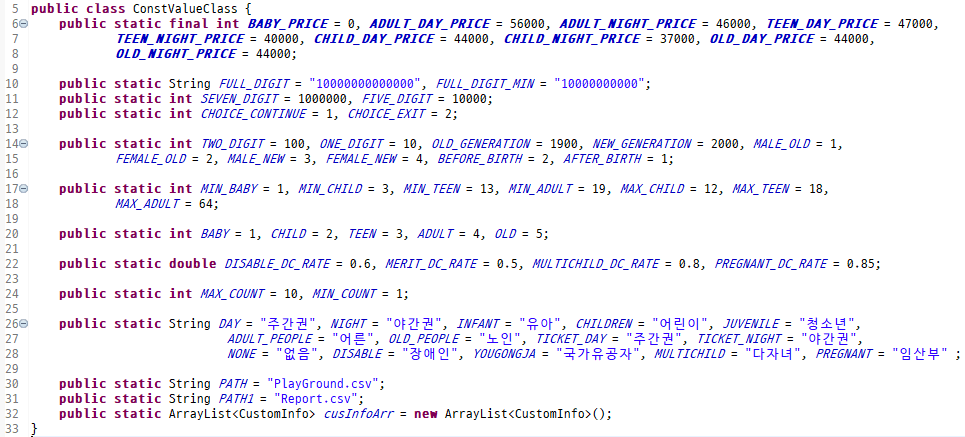 5 public class ConstValueClass {
6 public static final int BABY_PRICE = 0, ADULT_DAY_PRICE = 56000, ADULT_NIGHT_PRICE = 46000, TEEN_DAY_PRICE = 47000,
7 TEEN_NIGHT_PRICE = 40000, CHILD_DAY_PRICE = 44000, CHILD_NIGHT_PRICE = 37000, OLD_DAY_PRICE = 44000,
8 OLD_NIGHT_PRICE = 44000;
9
10 public static String FULL_DIGIT = "10000000000000", FULL_DIGIT_MIN = "10000000000";
11 public static int SEVEN_DIGIT = 1000000, FIVE_DIGIT = 10000;
12 public static int CHOICE_CONTINUE = 1, CHOICE_EXIT = 2;
13
14 public static int TWO_DIGIT = 100, ONE_DIGIT = 10, OLD_GENERATION = 1900, NEW_GENERATION = 2000, MALE_OLD = 1,
15 FEMALE_OLD = 2, MALE_NEW = 3, FEMALE_NEW = 4, BEFORE_BIRTH = 2, AFTER_BIRTH = 1;
16
17 public static int MIN_BABY = 1, MIN_CHILD = 3, MIN_TEEN = 13, MIN_ADULT = 19, MAX_CHILD = 12, MAX_TEEN = 18,
18 MAX_ADULT = 64;
19
20 public static int BABY = 1, CHILD = 2, TEEN = 3, ADULT = 4, OLD = 5;
21
22 public static double DISABLE_DC_RATE = 0.6, MERIT_DC_RATE = 0.5, MULTICHILD_DC_RATE = 0.8, PREGNANT_DC_RATE = 0.85;
23
24 public static int MAX_COUNT = 10, MIN_COUNT = 1;
25
26 public static String DAY = "주간권", NIGHT = "야간권", INFANT = "유아", CHILDREN = "어린이", JUVENILE = "청소년",
27 ADULT_PEOPLE = "어른", OLD_PEOPLE = "노인", TICKET_DAY = "주간권", TICKET_NIGHT = "야간권",
28 NONE = "없음", DISABLE = "장애인", YOUGONGJA = "국가유공자", MULTICHILD = "다자녀", PREGNANT = "임산부" ;
29
30 public static String PATH = "PlayGround.csv";
31 public static String PATH1 = "Report.csv";
32 public static ArrayList<CustomInfo> cusInfoArr = new ArrayList<CustomInfo>();
33 }